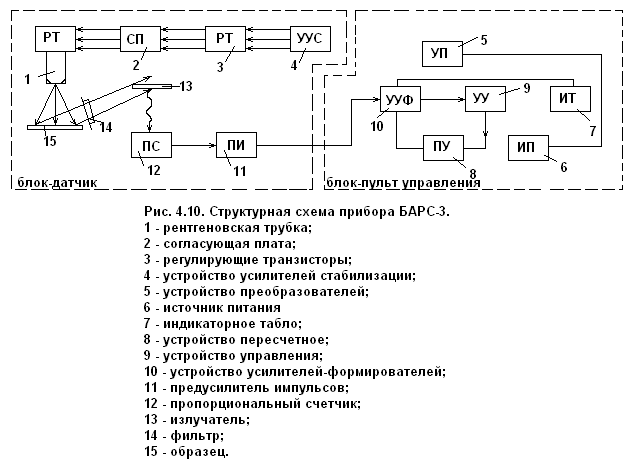 РТ СП РТ УУС
1 2 3 4
13
15 14
ПС ПИ
12 11
блок-датчик
УП 5
9
УУФ УУ ИТ
10 7
ПУ ИП
8 6
блок-пульт управления
Рис. 4.10. Структурная схема прибора БАРС-3.
1 - рентгеновская трубка;
2 - согласующая плата;
3 - регулирующие транзисторы;
4 - устройство усилителей стабилизации;
5 - устройство преобразователей;
6 - источник питания
7 - индикаторное табло;
8 - устройство пересчетное;
9 - устройство управления;
10 - устройство усилителей-формирователей;
11 - предусилитель импульсов;
12 - пропорциональный счетчик;
13 - излучатель;
14 - фильтр;
15 - образец.